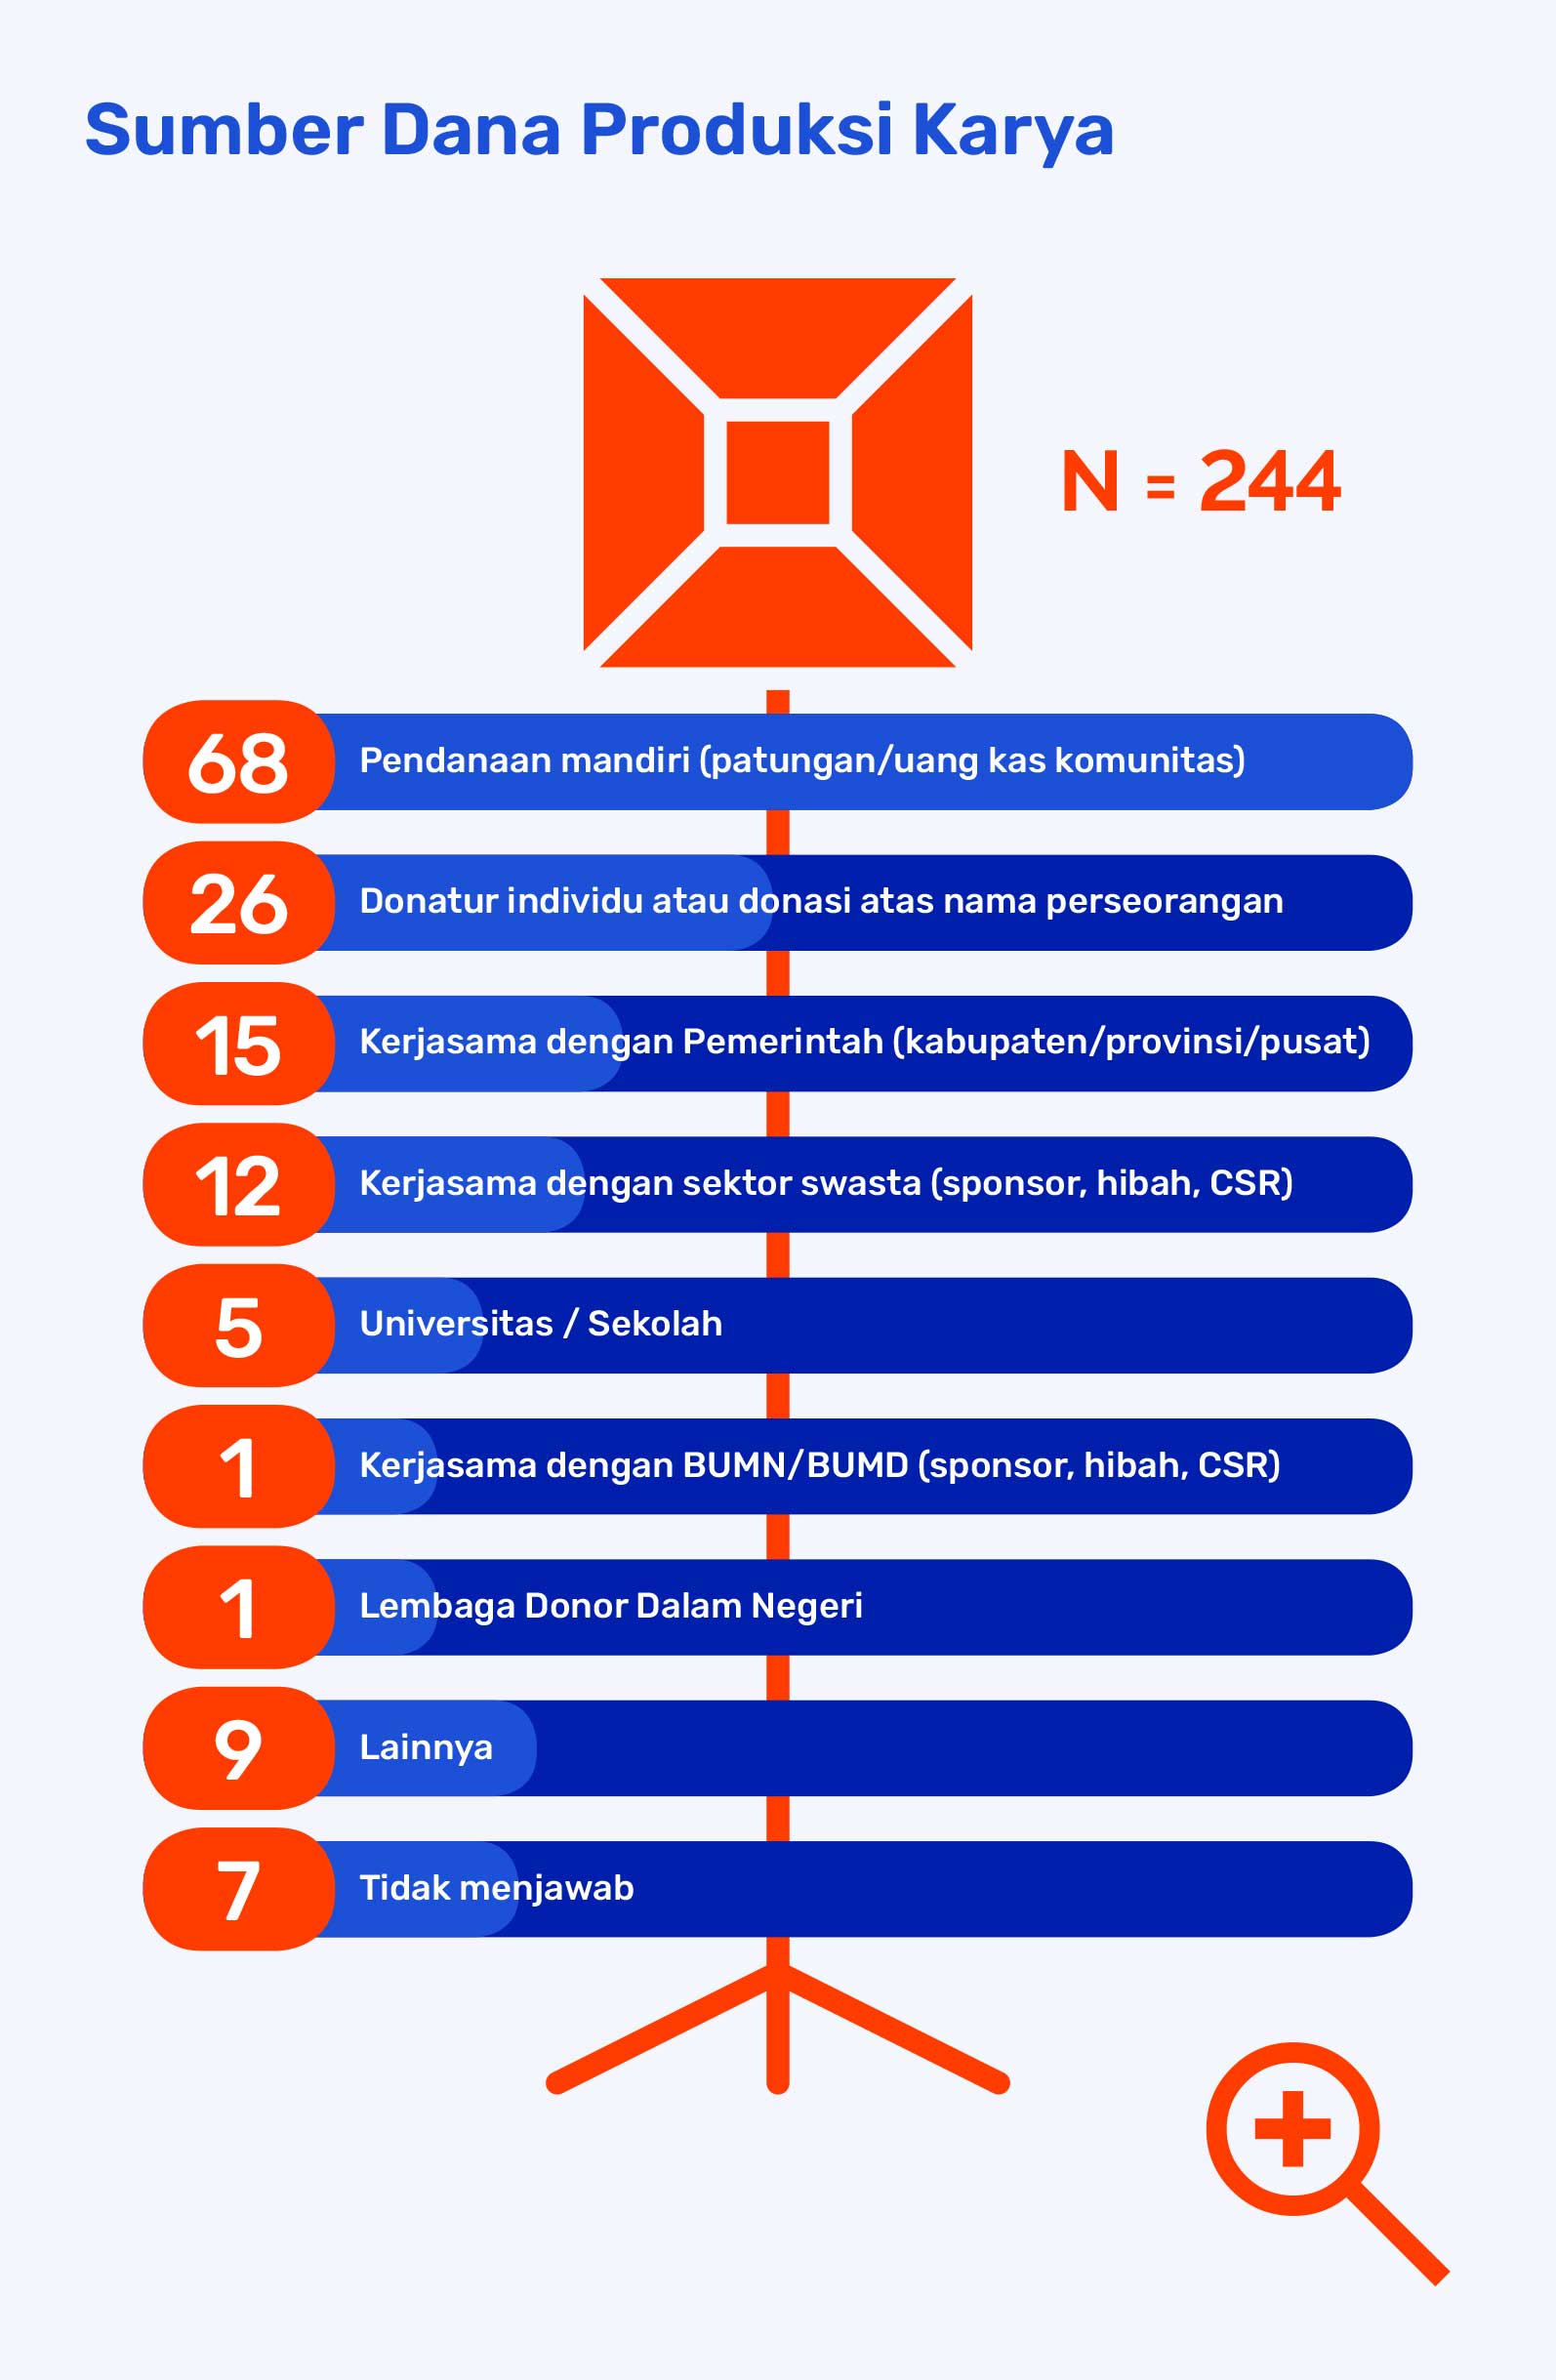 Sumber Dana Produksi Karya
N = 244
68 Pendanaan mandiri (patungan/uang kas komunitas)
26 Donatur individu atau donasi atas nama perseorangan
15 Kerjasama dengan Pemerintah (kabupaten/provinsi/pusat)
12 Kerjasama dengan sektor swasta (sponsor, hibah, CSR)
5 Universitas / Sekolah
1 Kerjasama dengan BUMN/BUMD (sponsor, hibah, CSR)
1 Lembaga Donor Dalam Negeri
9 Lainnya
7 Tidak menjawab